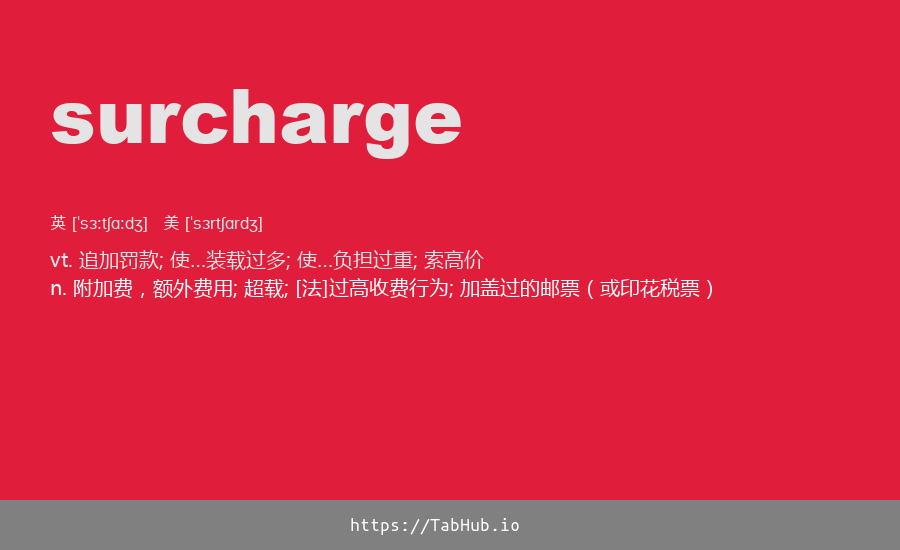 surcharge
英 [ˈsɜːtʃɑːdʒ] 美 [ˈsɜrtʃɑrdʒ]
vt. 追加罚款; 使...装载过多; 使...负担过重; 索高价
n. 附加费，额外费用; 超载; [法]过高收费行为; 加盖过的邮票（或印花税票）
https://TabHub.io